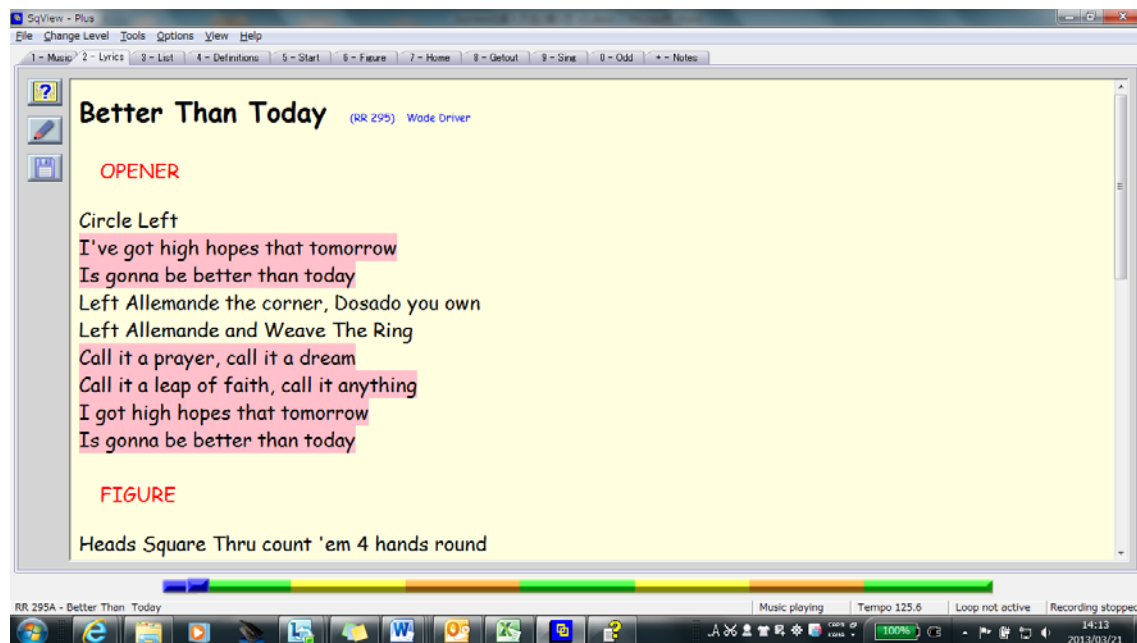 SqView - Plus
File Change Level Tools Options View Help
1 - Music 2 - Lyrics 3 - List 4 - Definitions 5 - Start 6 - Figure 7 - Home 8 - Getout 9 - Sing 0 - Odd + - Notes
Better Than Today (RR 295) Wade Driver
OPENER
Circle Left
I've got high hopes that tomorrow
Is gonna be better than today
Left Allemande the corner, Dosado you own
Left Allemande and Weave The Ring
Call it a prayer, call it a dream
Call it a leap of faith, call it anything
I got high hopes that tomorrow
Is gonna be better than today
FIGURE
Heads Square Thru count 'em 4 hands round
RR 295A - Better Than Today Music playing Tempo 125.6 Loop not active Recording stopped
A CAPS KANA 100% 14:13
2013/03/21